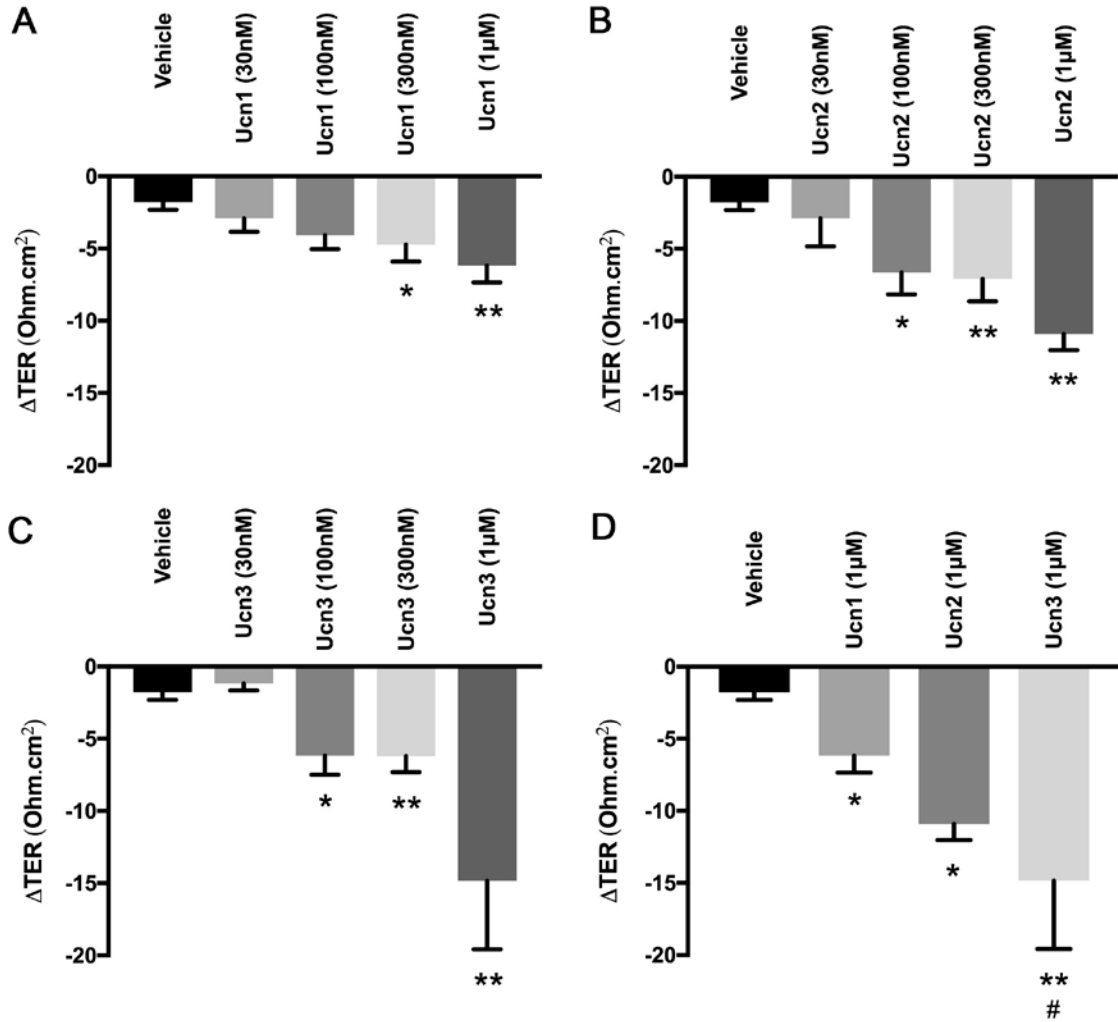 A
Vehicle
Ucn1 (30nM)
Ucn1 (100nM)
Ucn1 (300nM)
Ucn1 (1µM)
ΔTER (Ohm.cm²)
0
-5
-10
-15
-20
*
**
B
Vehicle
Ucn2 (30nM)
Ucn2 (100nM)
Ucn2 (300nM)
Ucn2 (1µM)
ΔTER (Ohm.cm²)
0
-5
-10
-15
-20
*
**
**
C
Vehicle
Ucn3 (30nM)
Ucn3 (100nM)
Ucn3 (300nM)
Ucn3 (1µM)
ΔTER (Ohm.cm²)
0
-5
-10
-15
-20
*
**
**
D
Vehicle
Ucn1 (1µM)
Ucn2 (1µM)
Ucn3 (1µM)
ΔTER (Ohm.cm²)
0
-5
-10
-15
-20
*
*
**
#